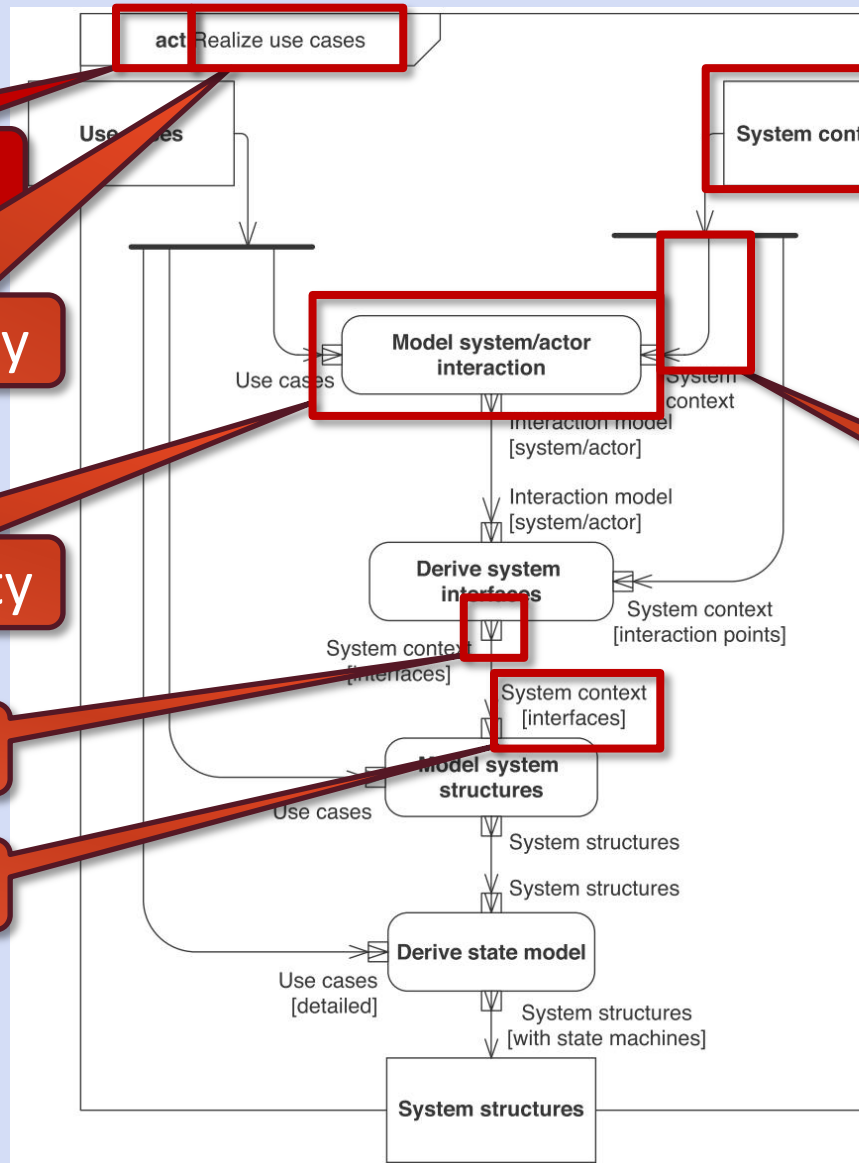 act Realize use cases
Use cases
System cont
y
Model system/actor
interaction
Use cases
System
context
Interaction model
[system/actor]
Interaction model
[system/actor]
ty
Derive system
interfaces
System context
[interaction points]
System context
[interfaces]
System context
[interfaces]
Model system
structures
Use cases
System structures
System structures
Derive state model
Use cases
[detailed]
System structures
[with state machines]
System structures